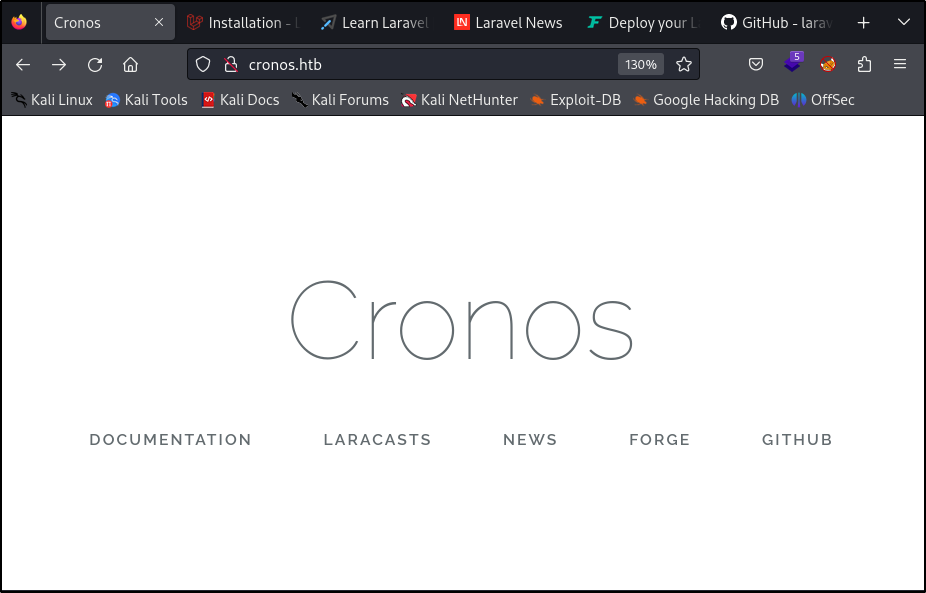 Cronos Installation - L Learn Laravel Laravel News Deploy your L GitHub - larav
cronos.htb 130% 5
Kali Linux Kali Tools Kali Docs Kali Forums Kali NetHunter Exploit-DB Google Hacking DB OffSec
Cronos
DOCUMENTATION LARACASTS NEWS FORGE GITHUB